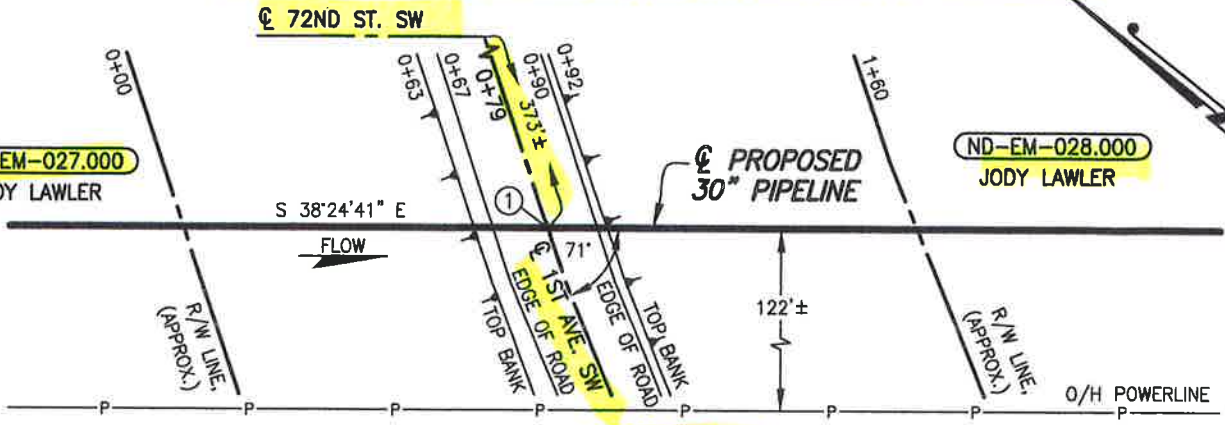 ℄ 72ND ST. SW
0+00
0+63
0+67
0+79
0+90
0+92
1+60
373'±
EM-027.000
DY LAWLER
℄ PROPOSED
30" PIPELINE
ND-EM-028.000
JODY LAWLER
S 38°24'41" E
1
FLOW
71°
℄ 1ST AVE. SW
R/W LINE,
(APPROX.)
TOP BANK
EDGE OF ROAD
EDGE OF ROAD
TOP BANK
122'±
R/W LINE,
(APPROX.)
O/H POWERLINE
P P P P P P P P